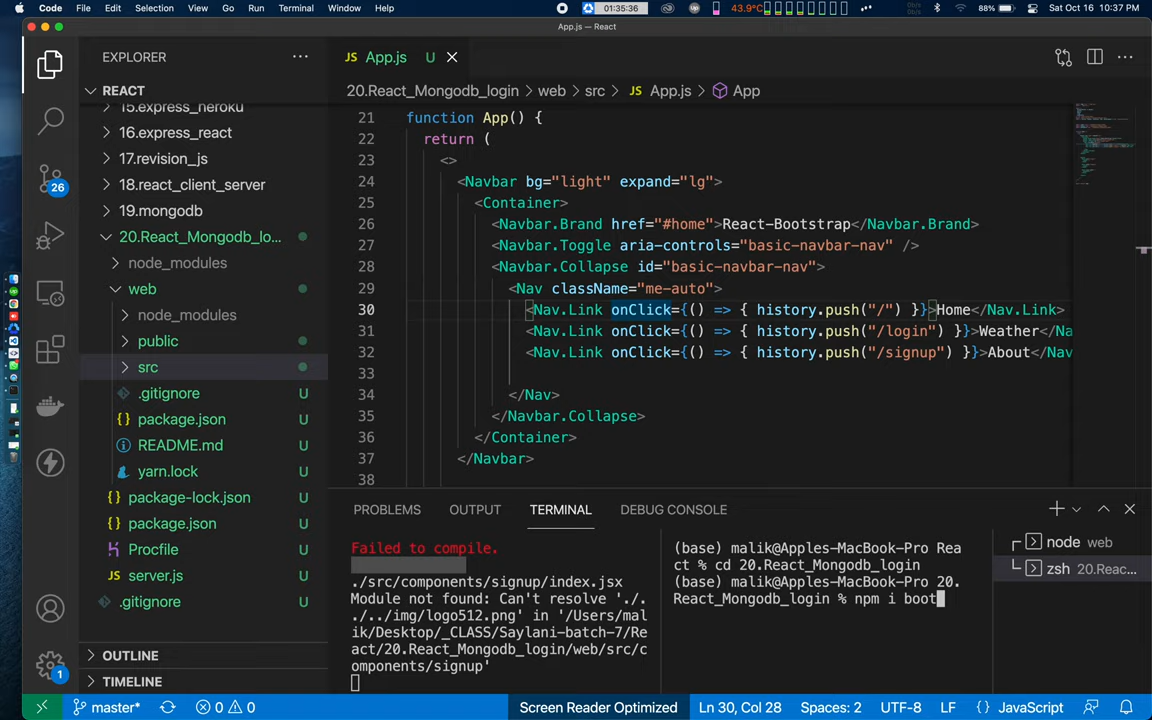 Code File Edit Selection View Go Run Terminal Window Help 01:35:36 43.9°C 88% Sat Oct 16 10:37 PM
App.js — React
EXPLORER
REACT
15.express_heroku
16.express_react
17.revision_js
18.react_client_server
19.mongodb
20.React_Mongodb_lo...
node_modules
web
node_modules
public
src
.gitignore U
package.json U
README.md U
yarn.lock U
package-lock.json U
package.json U
Procfile U
JS server.js U
.gitignore U
OUTLINE
TIMELINE
26
1
JS App.js U
20.React_Mongodb_login > web > src > JS App.js > App
21 function App() {
22 return (
23 <>
24 <Navbar bg="light" expand="lg">
25 <Container>
26 <Navbar.Brand href="#home">React-Bootstrap</Navbar.Brand>
27 <Navbar.Toggle aria-controls="basic-navbar-nav" />
28 <Navbar.Collapse id="basic-navbar-nav">
29 <Nav className="me-auto">
30 <Nav.Link onClick={() => { history.push("/") }}>Home</Nav.Link>
31 <Nav.Link onClick={() => { history.push("/login") }}>Weather</Na
32 <Nav.Link onClick={() => { history.push("/signup") }}>About</Nav
33
34 </Nav>
35 </Navbar.Collapse>
36 </Container>
37 </Navbar>
38
PROBLEMS OUTPUT TERMINAL DEBUG CONSOLE
Failed to compile.
./src/components/signup/index.jsx
Module not found: Can't resolve './.
./../img/logo512.png' in '/Users/mal
ik/Desktop/_CLASS/Saylani-batch-7/Re
act/20.React_Mongodb_login/web/src/c
omponents/signup'
(base) malik@Apples-MacBook-Pro Rea
ct % cd 20.React_Mongodb_login
(base) malik@Apples-MacBook-Pro 20.
React_Mongodb_login % npm i boot
node web
zsh 20.Reac...
master* 0 0 Screen Reader Optimized Ln 30, Col 28 Spaces: 2 UTF-8 LF {} JavaScript